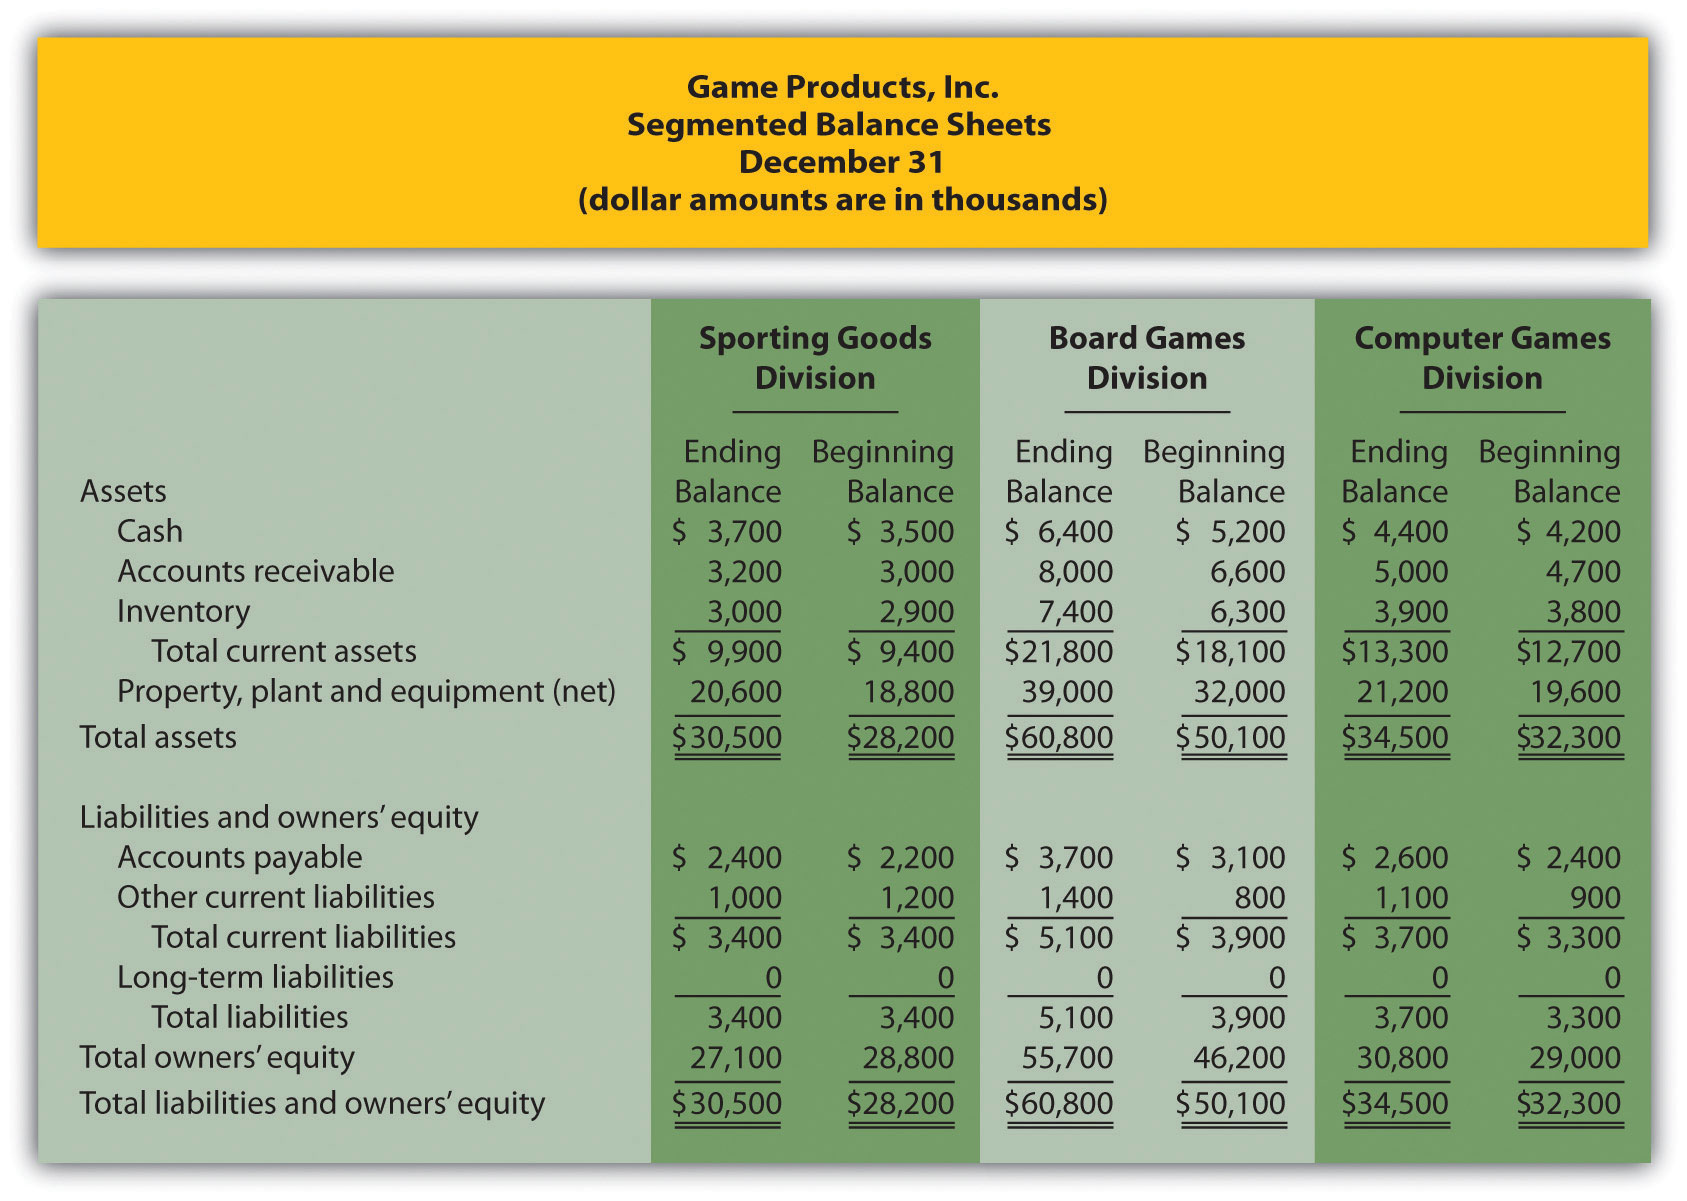 Game Products, Inc.
Segmented Balance Sheets
December 31
(dollar amounts are in thousands)
Sporting Goods Board Games Computer Games
Division Division Division
Ending Beginning Ending Beginning Ending Beginning
Assets Balance Balance Balance Balance Balance Balance
Cash $ 3,700 $ 3,500 $ 6,400 $ 5,200 $ 4,400 $ 4,200
Accounts receivable 3,200 3,000 8,000 6,600 5,000 4,700
Inventory 3,000 2,900 7,400 6,300 3,900 3,800
Total current assets $ 9,900 $ 9,400 $21,800 $18,100 $13,300 $12,700
Property, plant and equipment (net) 20,600 18,800 39,000 32,000 21,200 19,600
Total assets $30,500 $28,200 $60,800 $50,100 $34,500 $32,300
Liabilities and owners’ equity
Accounts payable $ 2,400 $ 2,200 $ 3,700 $ 3,100 $ 2,600 $ 2,400
Other current liabilities 1,000 1,200 1,400 800 1,100 900
Total current liabilities $ 3,400 $ 3,400 $ 5,100 $ 3,900 $ 3,700 $ 3,300
Long-term liabilities 0 0 0 0 0 0
Total liabilities 3,400 3,400 5,100 3,900 3,700 3,300
Total owners’ equity 27,100 28,800 55,700 46,200 30,800 29,000
Total liabilities and owners’ equity $30,500 $28,200 $60,800 $50,100 $34,500 $32,300